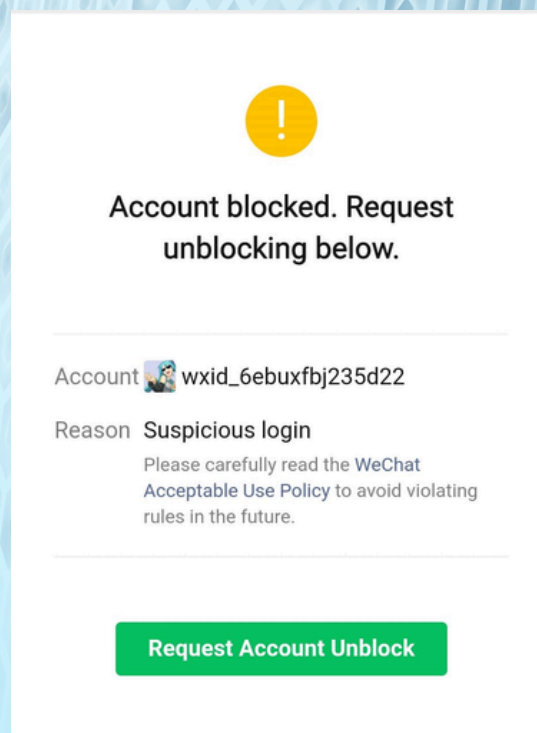 !
Account blocked. Request
unblocking below.
Account wxid_6ebuxfbj235d22
Reason Suspicious login
Please carefully read the WeChat
Acceptable Use Policy to avoid violating
rules in the future.
Request Account Unblock